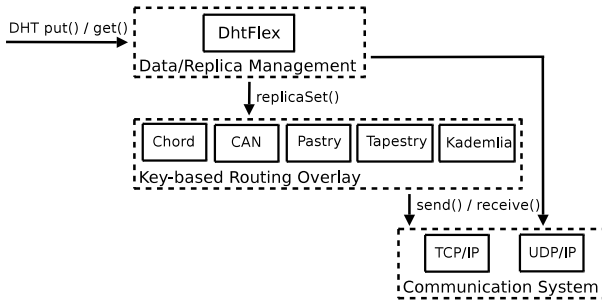 DHT put() / get()
DhtFlex
Data/Replica Management
replicaSet()
Chord
CAN
Pastry
Tapestry
Kademlia
Key-based Routing Overlay
send() / receive()
TCP/IP
UDP/IP
Communication System